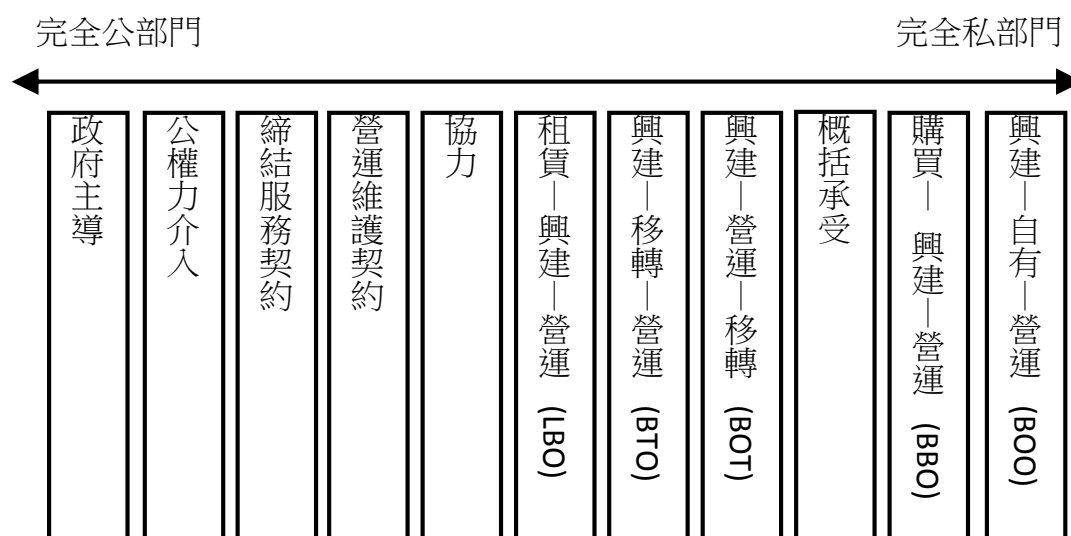 完全公部門
完全私部門
政府主導
公權力介入
締結服務契約
營運維護契約
協力
租賃－興建－營運 (LBO)
興建－移轉－營運 (BTO)
興建－營運－移轉 (BOT)
概括承受
購買－ 興建－營運 (BBO)
興建－自有－營運 (BOO)